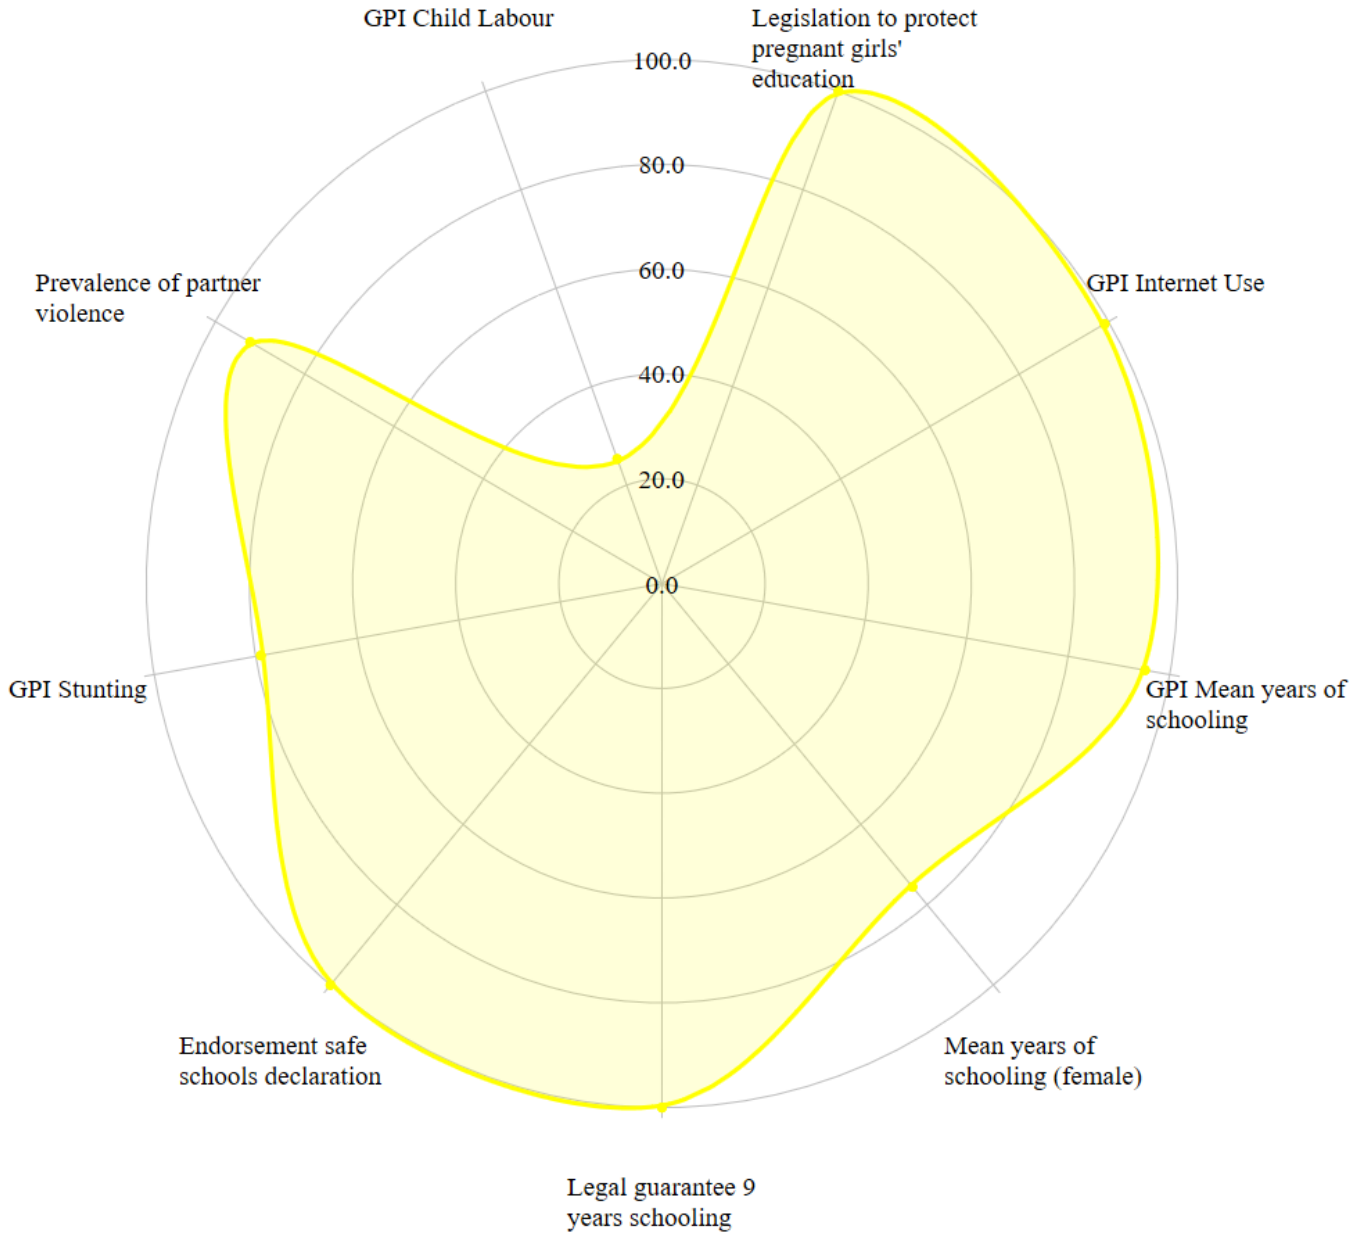 GPI Child Labour
Legislation to protect
pregnant girls'
education
100.0
80.0
60.0
40.0
20.0
0.0
Prevalence of partner
violence
GPI Internet Use
GPI Stunting
GPI Mean years of
schooling
Endorsement safe
schools declaration
Mean years of
schooling (female)
Legal guarantee 9
years schooling